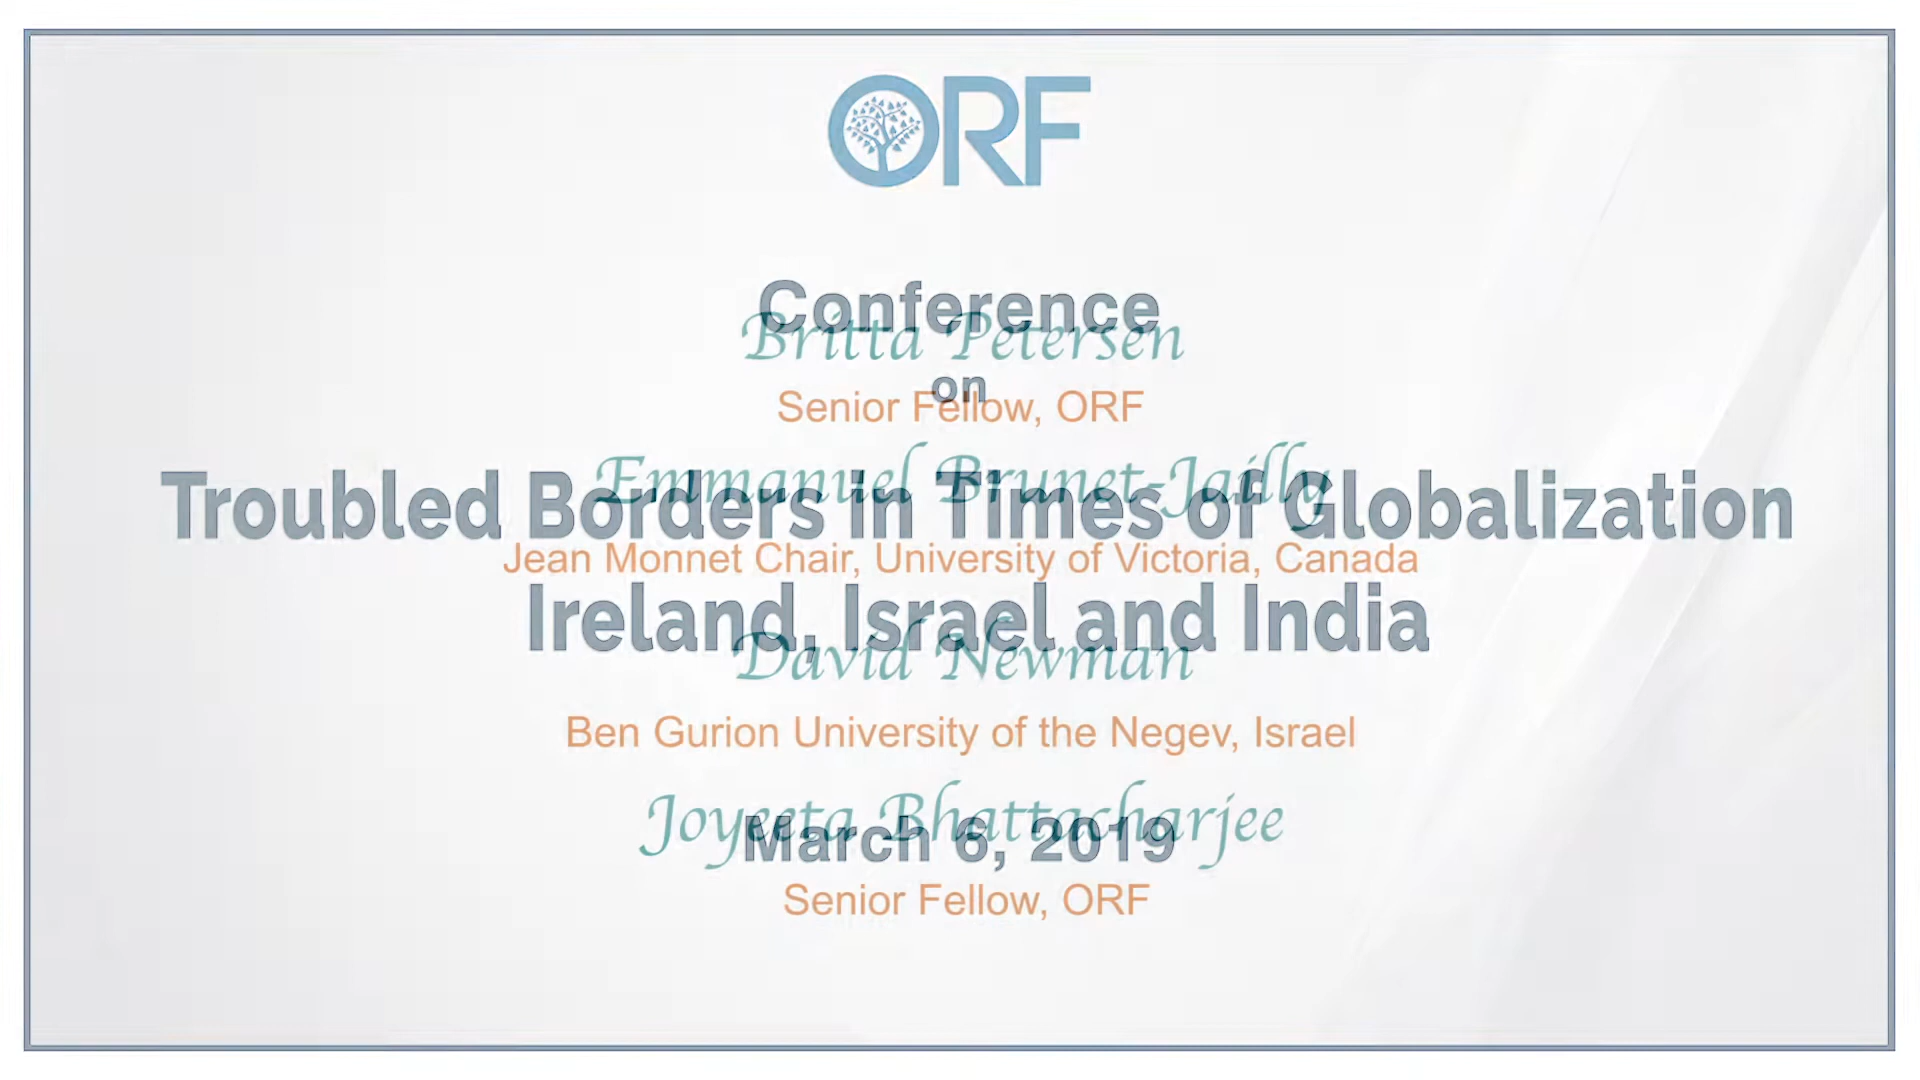 ORF
Conference
Britta Petersen
on
Senior Fellow, ORF
Emmanuel Brunet-Jailly
Troubled Borders in Times of Globalization
Jean Monnet Chair, University of Victoria, Canada
Ireland, Israel and India
David Newman
Ben Gurion University of the Negev, Israel
Joyeeta Bhattacharjee
March 6, 2019
Senior Fellow, ORF